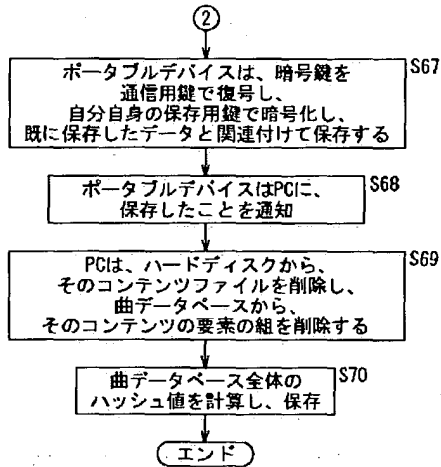 2
ポータブルデバイスは、暗号鍵を S67
通信用鍵で復号し、
自分自身の保存用鍵で暗号化し、
既に保存したデータと関連付けて保存する
ポータブルデバイスはPCに、 S68
保存したことを通知
PCは、ハードディスクから、 S69
そのコンテンツファイルを削除し、
曲データベースから、
そのコンテンツの要素の組を削除する
曲データベース全体の S70
ハッシュ値を計算し、保存
エンド